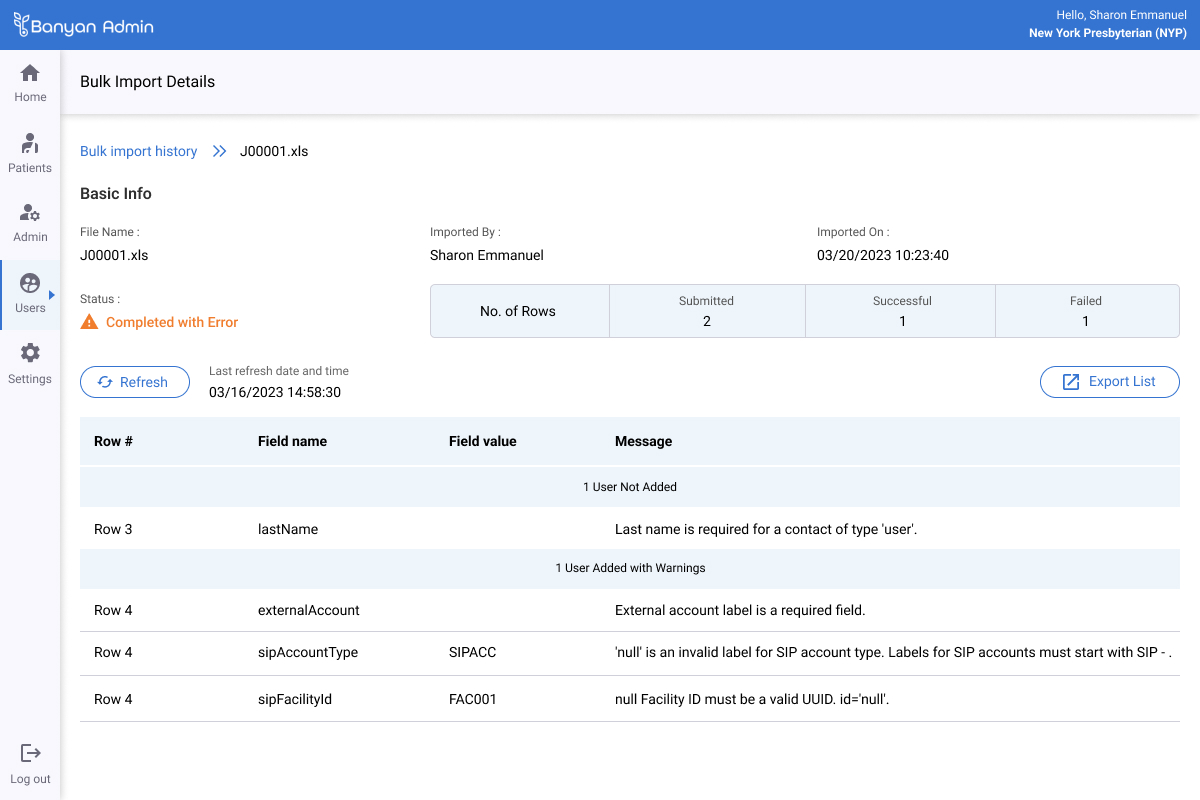 Banyan Admin
Hello, Sharon Emmanuel
New York Presbyterian (NYP)
Home
Patients
Admin
Users
Settings
Log out
Bulk Import Details
Bulk import history J00001.xls
Basic Info
File Name :
J00001.xls
Imported By :
Sharon Emmanuel
Imported On :
03/20/2023 10:23:40
Status :
Completed with Error
No. of Rows
Submitted
2
Successful
1
Failed
1
Refresh
Last refresh date and time
03/16/2023 14:58:30
Export List
Row # Field name Field value Message
1 User Not Added
Row 3 lastName Last name is required for a contact of type 'user'.
1 User Added with Warnings
Row 4 externalAccount External account label is a required field.
Row 4 sipAccountType SIPACC 'null' is an invalid label for SIP account type. Labels for SIP accounts must start with SIP - .
Row 4 sipFacilityId FAC001 null Facility ID must be a valid UUID. id='null'.